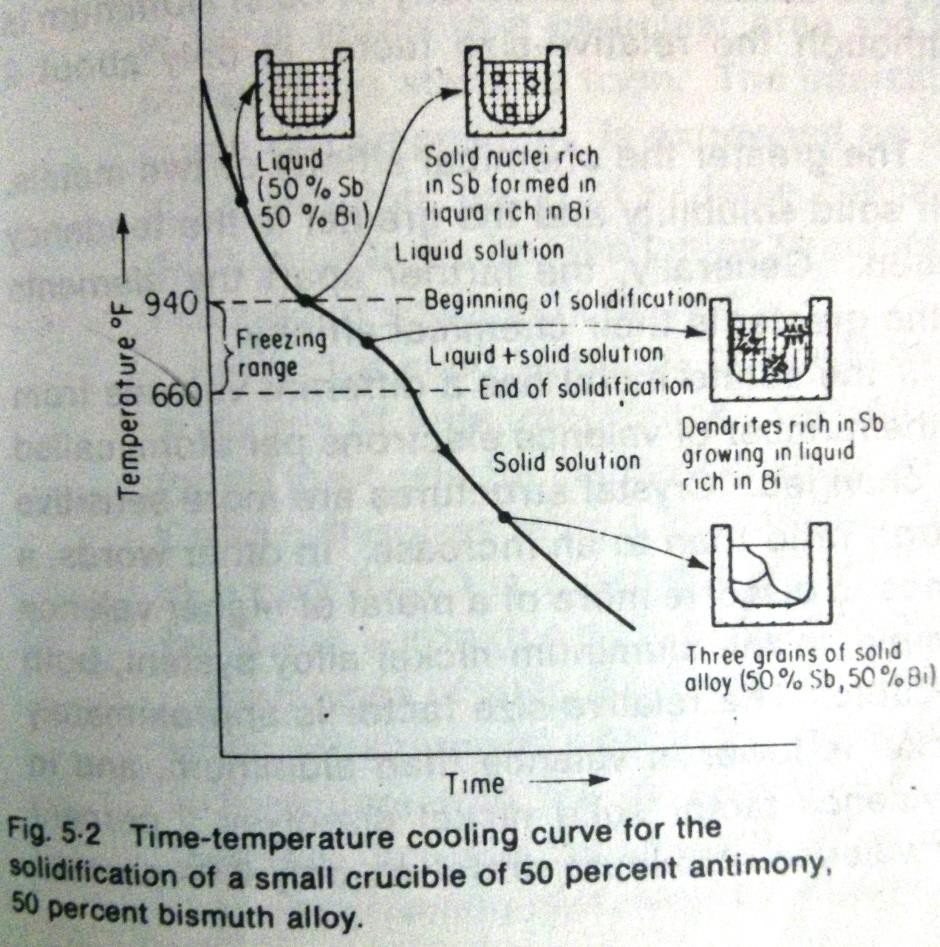 Liquid
(50 % Sb
50 % Bi)
Solid nuclei rich
in Sb formed in
liquid rich in Bi
Liquid solution
940
Beginning of solidification
Freezing
range
Liquid + solid solution
660
End of solidification
Temperature °F
Solid solution
Dendrites rich in Sb
growing in liquid
rich in Bi
Three grains of solid
alloy (50 % Sb, 50 % Bi)
Time
Fig. 5-2 Time-temperature cooling curve for the
solidification of a small crucible of 50 percent antimony,
50 percent bismuth alloy.